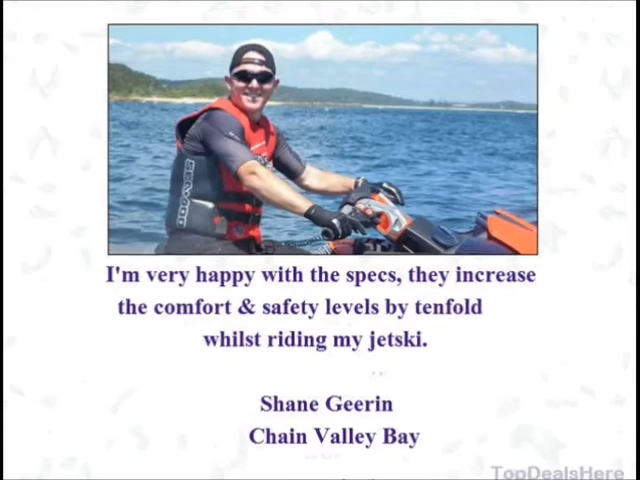 SEADOO
I'm very happy with the specs, they increase
the comfort & safety levels by tenfold
whilst riding my jetski.
Shane Geerin
Chain Valley Bay
TopDealsHere